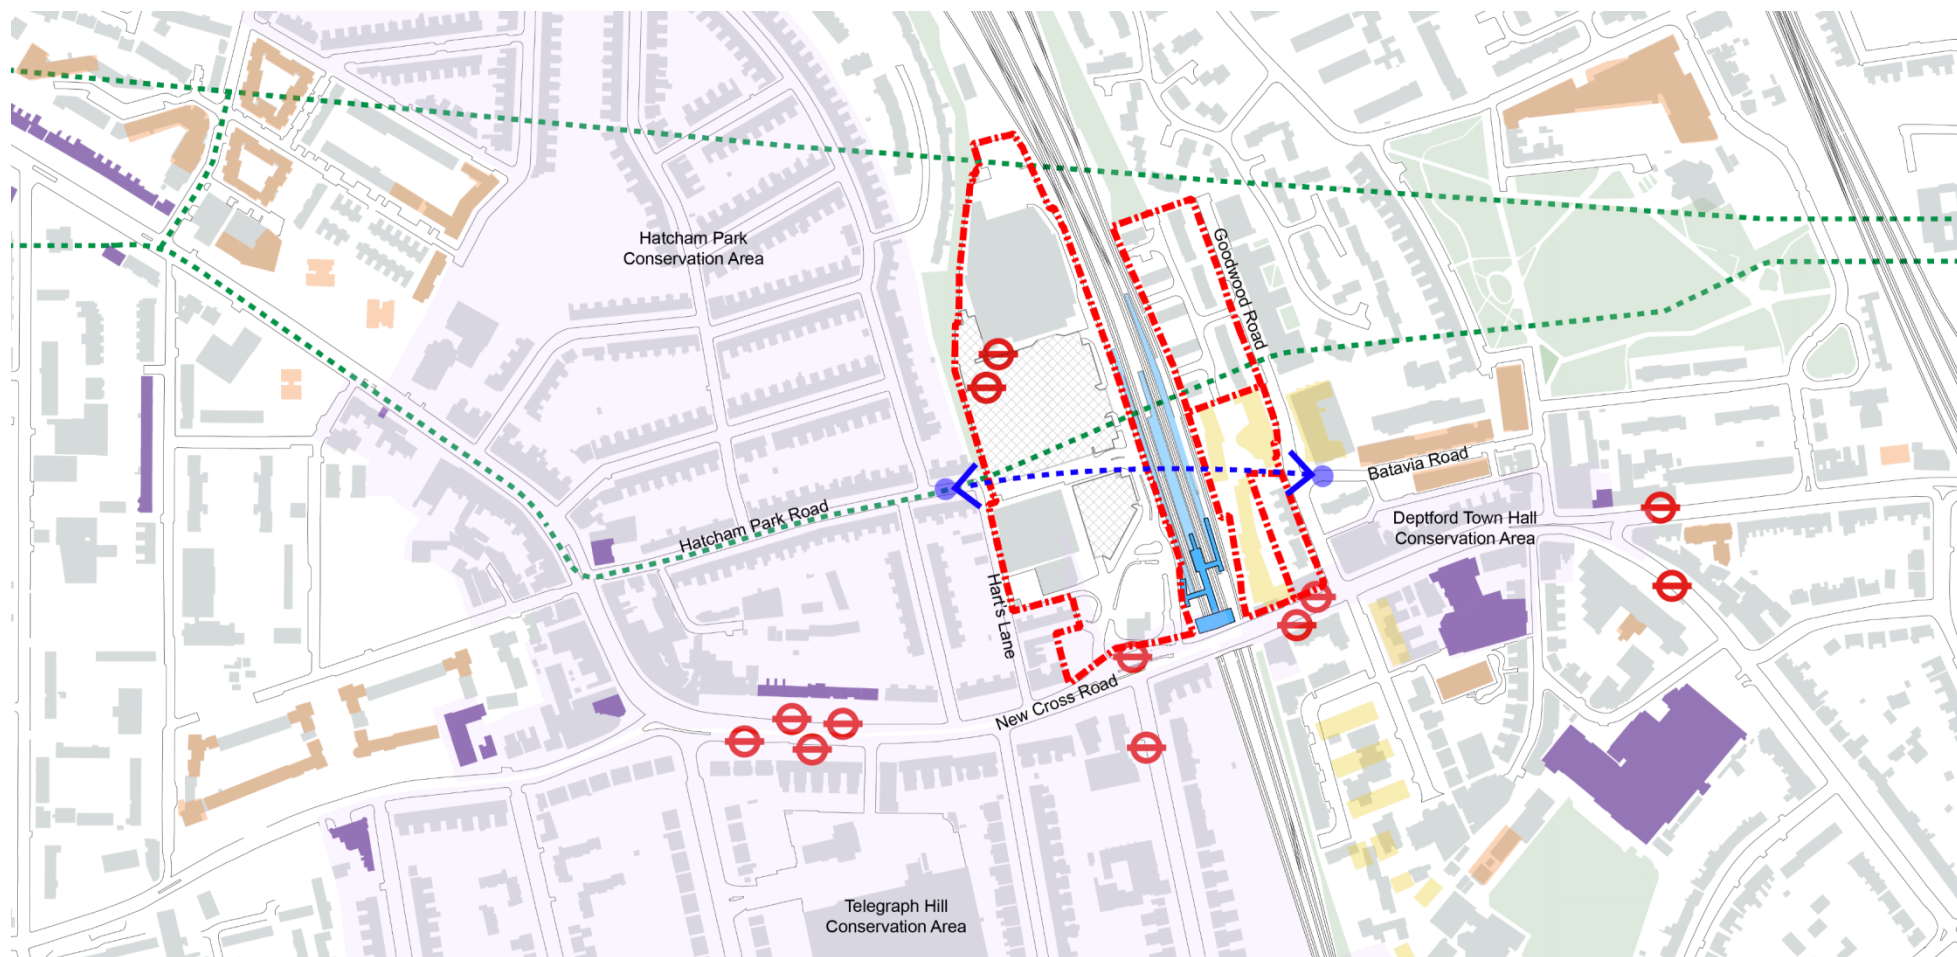 Hatcham Park
Conservation Area
Goodwood Road
Batavia Road
Hatcham Park Road
Deptford Town Hall
Conservation Area
Hart's Lane
New Cross Road
Telegraph Hill
Conservation Area